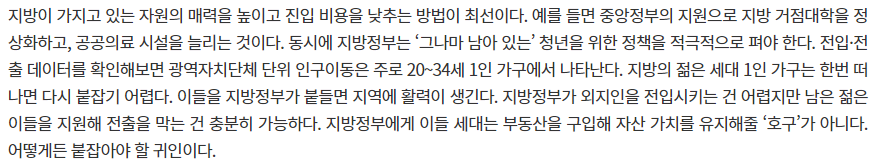 지방이 가지고 있는 자원의 매력을 높이고 진입 비용을 낮추는 방법이 최선이다. 예를 들면 중앙정부의 지원으로 지방 거점대학을 정
상화하고, 공공의료 시설을 늘리는 것이다. 동시에 지방정부는 ‘그나마 남아 있는’ 청년을 위한 정책을 적극적으로 펴야 한다. 전입·전
출 데이터를 확인해보면 광역자치단체 단위 인구이동은 주로 20~34세 1인 가구에서 나타난다. 지방의 젊은 세대 1인 가구는 한번 떠
나면 다시 붙잡기 어렵다. 이들을 지방정부가 붙들면 지역에 활력이 생긴다. 지방정부가 외지인을 전입시키는 건 어렵지만 남은 젊은
이들을 지원해 전출을 막는 건 충분히 가능하다. 지방정부에게 이들 세대는 부동산을 구입해 자산 가치를 유지해줄 ‘호구’가 아니다.
어떻게든 붙잡아야 할 귀인이다.